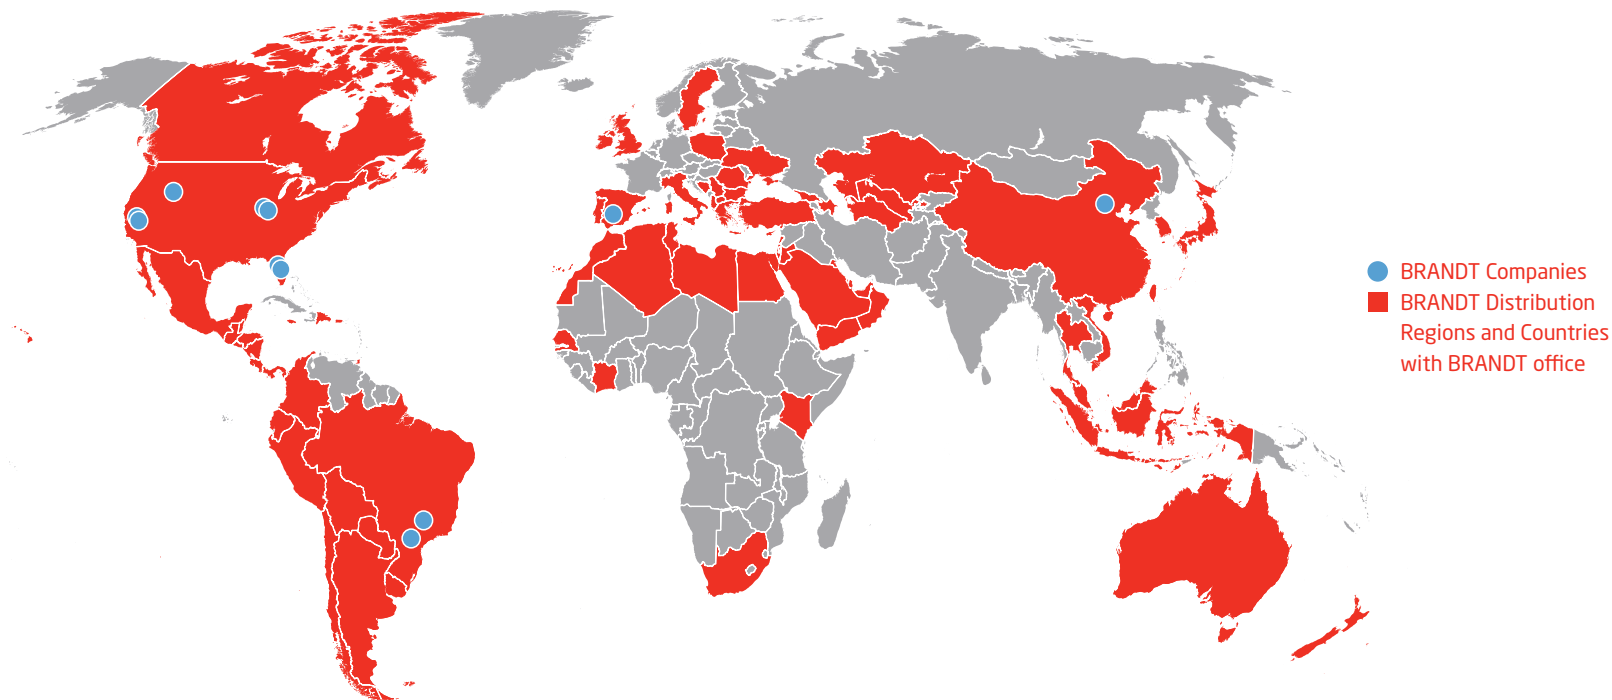 BRANDT Companies
BRANDT Distribution
Regions and Countries
with BRANDT office